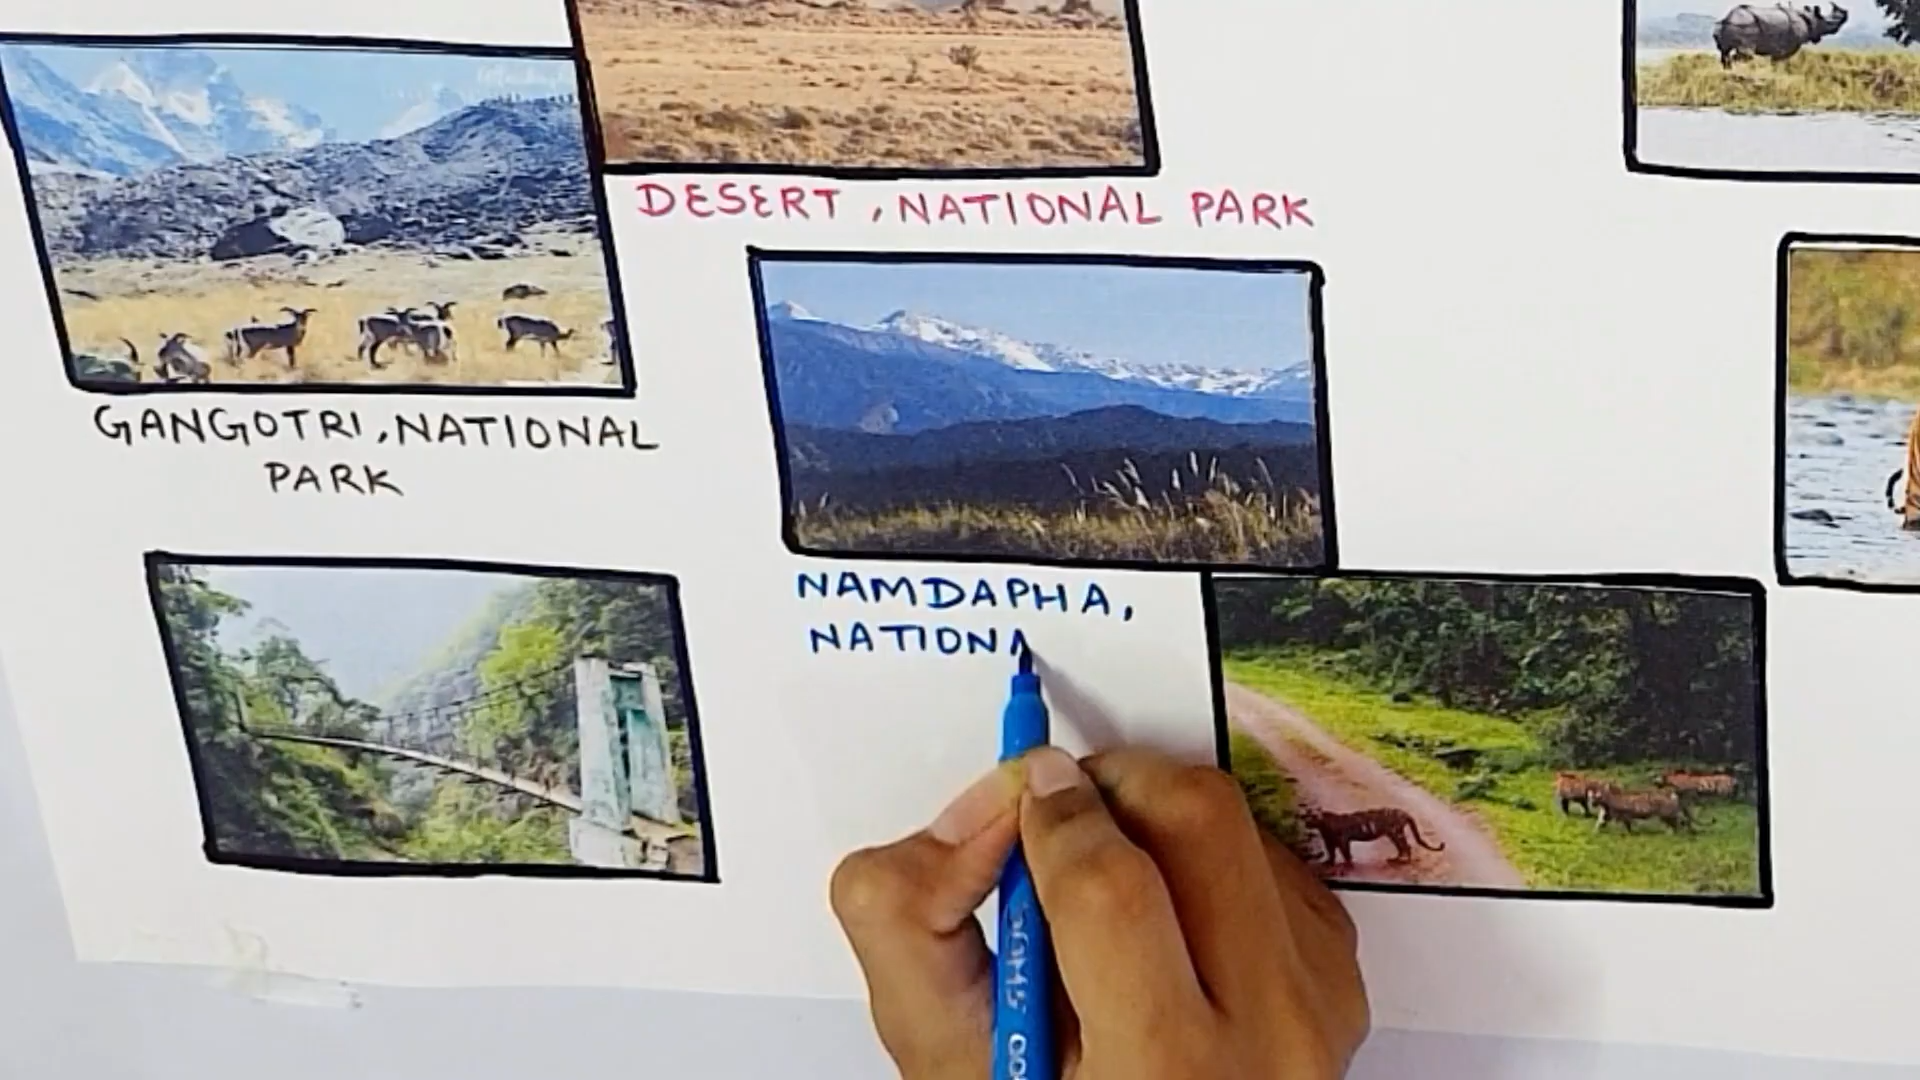 DESERT, NATIONAL PARK
GANGOTRI, NATIONAL
PARK
NAMDAPHA,
NATIONA